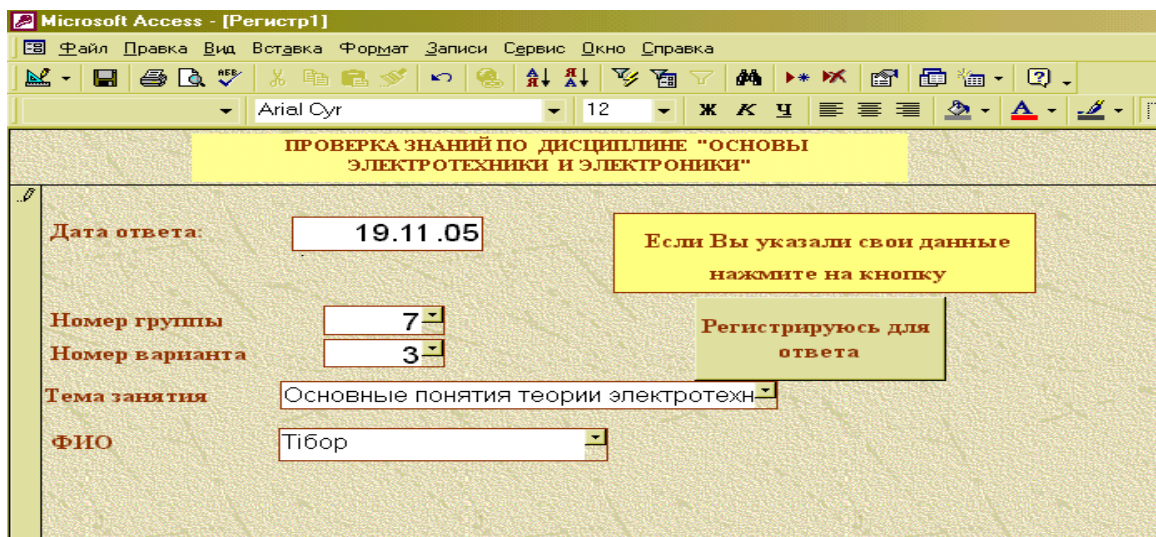 Microsoft Access - [Регистр1]
Файл Правка Вид Вставка Формат Записи Сервис Окно Справка
Arial Cyr 12 Ж К Ч
ПРОВЕРКА ЗНАНИЙ ПО ДИСЦИПЛИНЕ "ОСНОВЫ
ЭЛЕКТРОТЕХНИКИ И ЭЛЕКТРОНИКИ"
Дата ответа: 19.11.05
Если Вы указали свои данные
нажмите на кнопку
Номер группы 7
Регистрируюсь для
ответа
Номер варианта 3
Тема занятия Основные понятия теории электротехн
ФИО Тібор